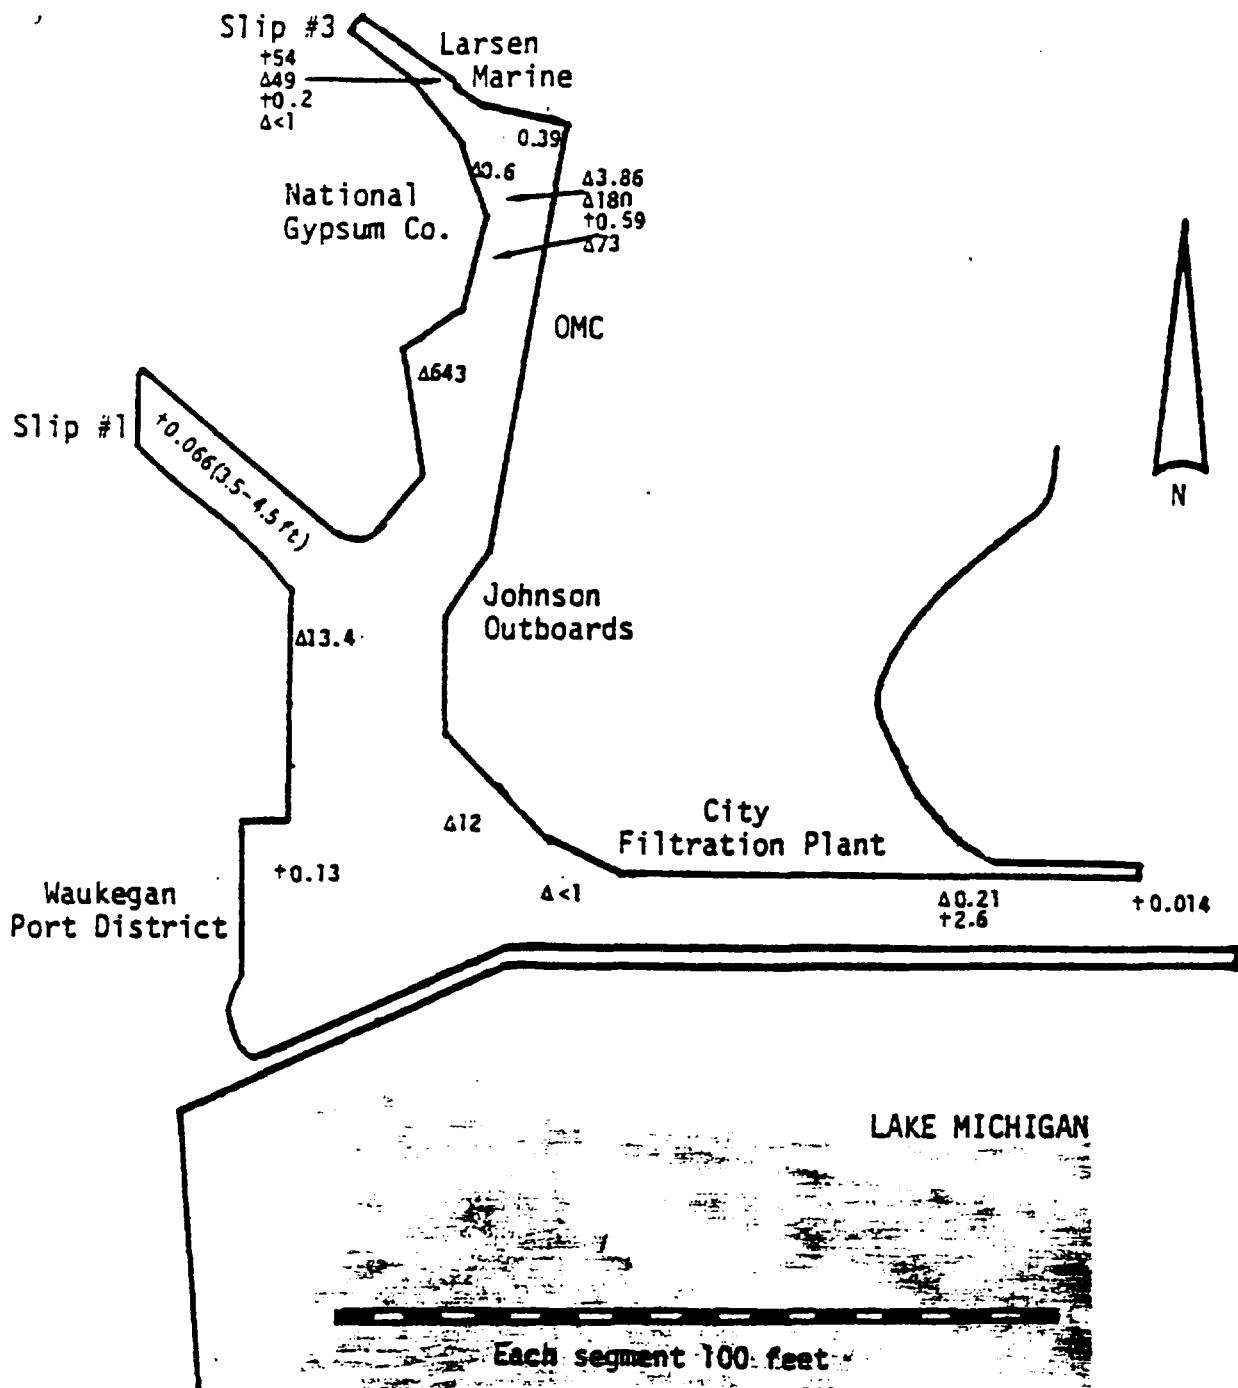 Slip #3
†54
Δ49
†0.2
Δ<1
Larsen
Marine
0.39
Δ0.6
National
Gypsum Co.
Δ3.86
Δ180
†0.59
Δ73
OMC
Δ643
Slip #1
†0.066(3.5-4.5 ft)
N
Johnson
Outboards
Δ13.4
Δ12
City
Filtration Plant
†0.13
Waukegan
Port District
Δ<1
Δ0.21
†2.6
†0.014
LAKE MICHIGAN
Each segment 100 feet